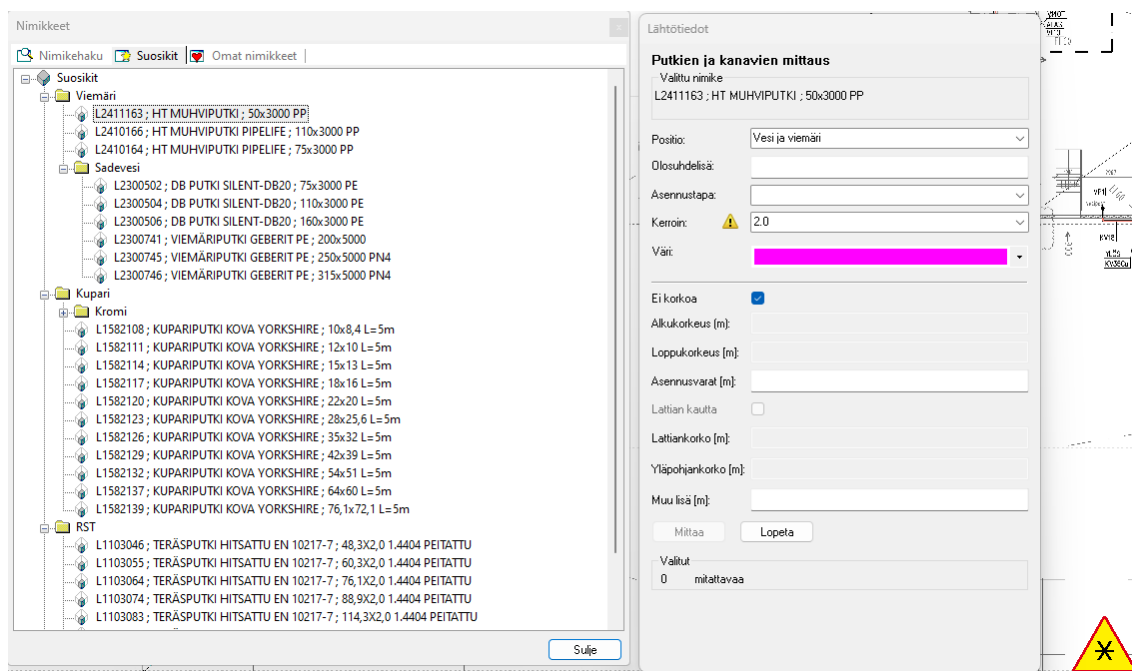 Nimikkeet
Nimikehaku Suosikit Omat nimikkeet
Suosikit
Viemäri
L2411163 ; HT MUHVIPUTKI ; 50x3000 PP
L2410166 ; HT MUHVIPUTKI PIPELIFE ; 110x3000 PP
L2410164 ; HT MUHVIPUTKI PIPELIFE ; 75x3000 PP
Sadevesi
L2300502 ; DB PUTKI SILENT-DB20 ; 75x3000 PE
L2300504 ; DB PUTKI SILENT-DB20 ; 110x3000 PE
L2300506 ; DB PUTKI SILENT-DB20 ; 160x3000 PE
L2300741 ; VIEMÄRIPUTKI GEBERIT PE ; 200x5000
L2300745 ; VIEMÄRIPUTKI GEBERIT PE ; 250x5000 PN4
L2300746 ; VIEMÄRIPUTKI GEBERIT PE ; 315x5000 PN4
Kupari
Kromi
L1582108 ; KUPARIPUTKI KOVA YORKSHIRE ; 10x8,4 L=5m
L1582111 ; KUPARIPUTKI KOVA YORKSHIRE ; 12x10 L=5m
L1582114 ; KUPARIPUTKI KOVA YORKSHIRE ; 15x13 L=5m
L1582117 ; KUPARIPUTKI KOVA YORKSHIRE ; 18x16 L=5m
L1582120 ; KUPARIPUTKI KOVA YORKSHIRE ; 22x20 L=5m
L1582123 ; KUPARIPUTKI KOVA YORKSHIRE ; 28x25,6 L=5m
L1582126 ; KUPARIPUTKI KOVA YORKSHIRE ; 35x32 L=5m
L1582129 ; KUPARIPUTKI KOVA YORKSHIRE ; 42x39 L=5m
L1582132 ; KUPARIPUTKI KOVA YORKSHIRE ; 54x51 L=5m
L1582137 ; KUPARIPUTKI KOVA YORKSHIRE ; 64x60 L=5m
L1582139 ; KUPARIPUTKI KOVA YORKSHIRE ; 76,1x72,1 L=5m
RST
L1103046 ; TERÄSPUTKI HITSATTU EN 10217-7 ; 48,3X2,0 1.4404 PEITATTU
L1103055 ; TERÄSPUTKI HITSATTU EN 10217-7 ; 60,3X2,0 1.4404 PEITATTU
L1103064 ; TERÄSPUTKI HITSATTU EN 10217-7 ; 76,1X2,0 1.4404 PEITATTU
L1103074 ; TERÄSPUTKI HITSATTU EN 10217-7 ; 88,9X2,0 1.4404 PEITATTU
L1103083 ; TERÄSPUTKI HITSATTU EN 10217-7 ; 114,3X2,0 1.4404 PEITATTU
Sulje
Lähtötiedot
Putkien ja kanavien mittaus
Valittu nimike
L2411163 ; HT MUHVIPUTKI ; 50x3000 PP
Positio: Vesi ja viemäri
Olosuhdelisä:
Asennustapa:
Kerroin: 2.0
Väri:
Ei korkoa
Alkukorkeus [m]:
Loppukorkeus [m]:
Asennusvarat [m]:
Lattian kautta
Lattiankorko [m]:
Yläpohjankorko [m]:
Muu lisä [m]:
Mittaa Lopeta
Valitut
0 mitattavaa